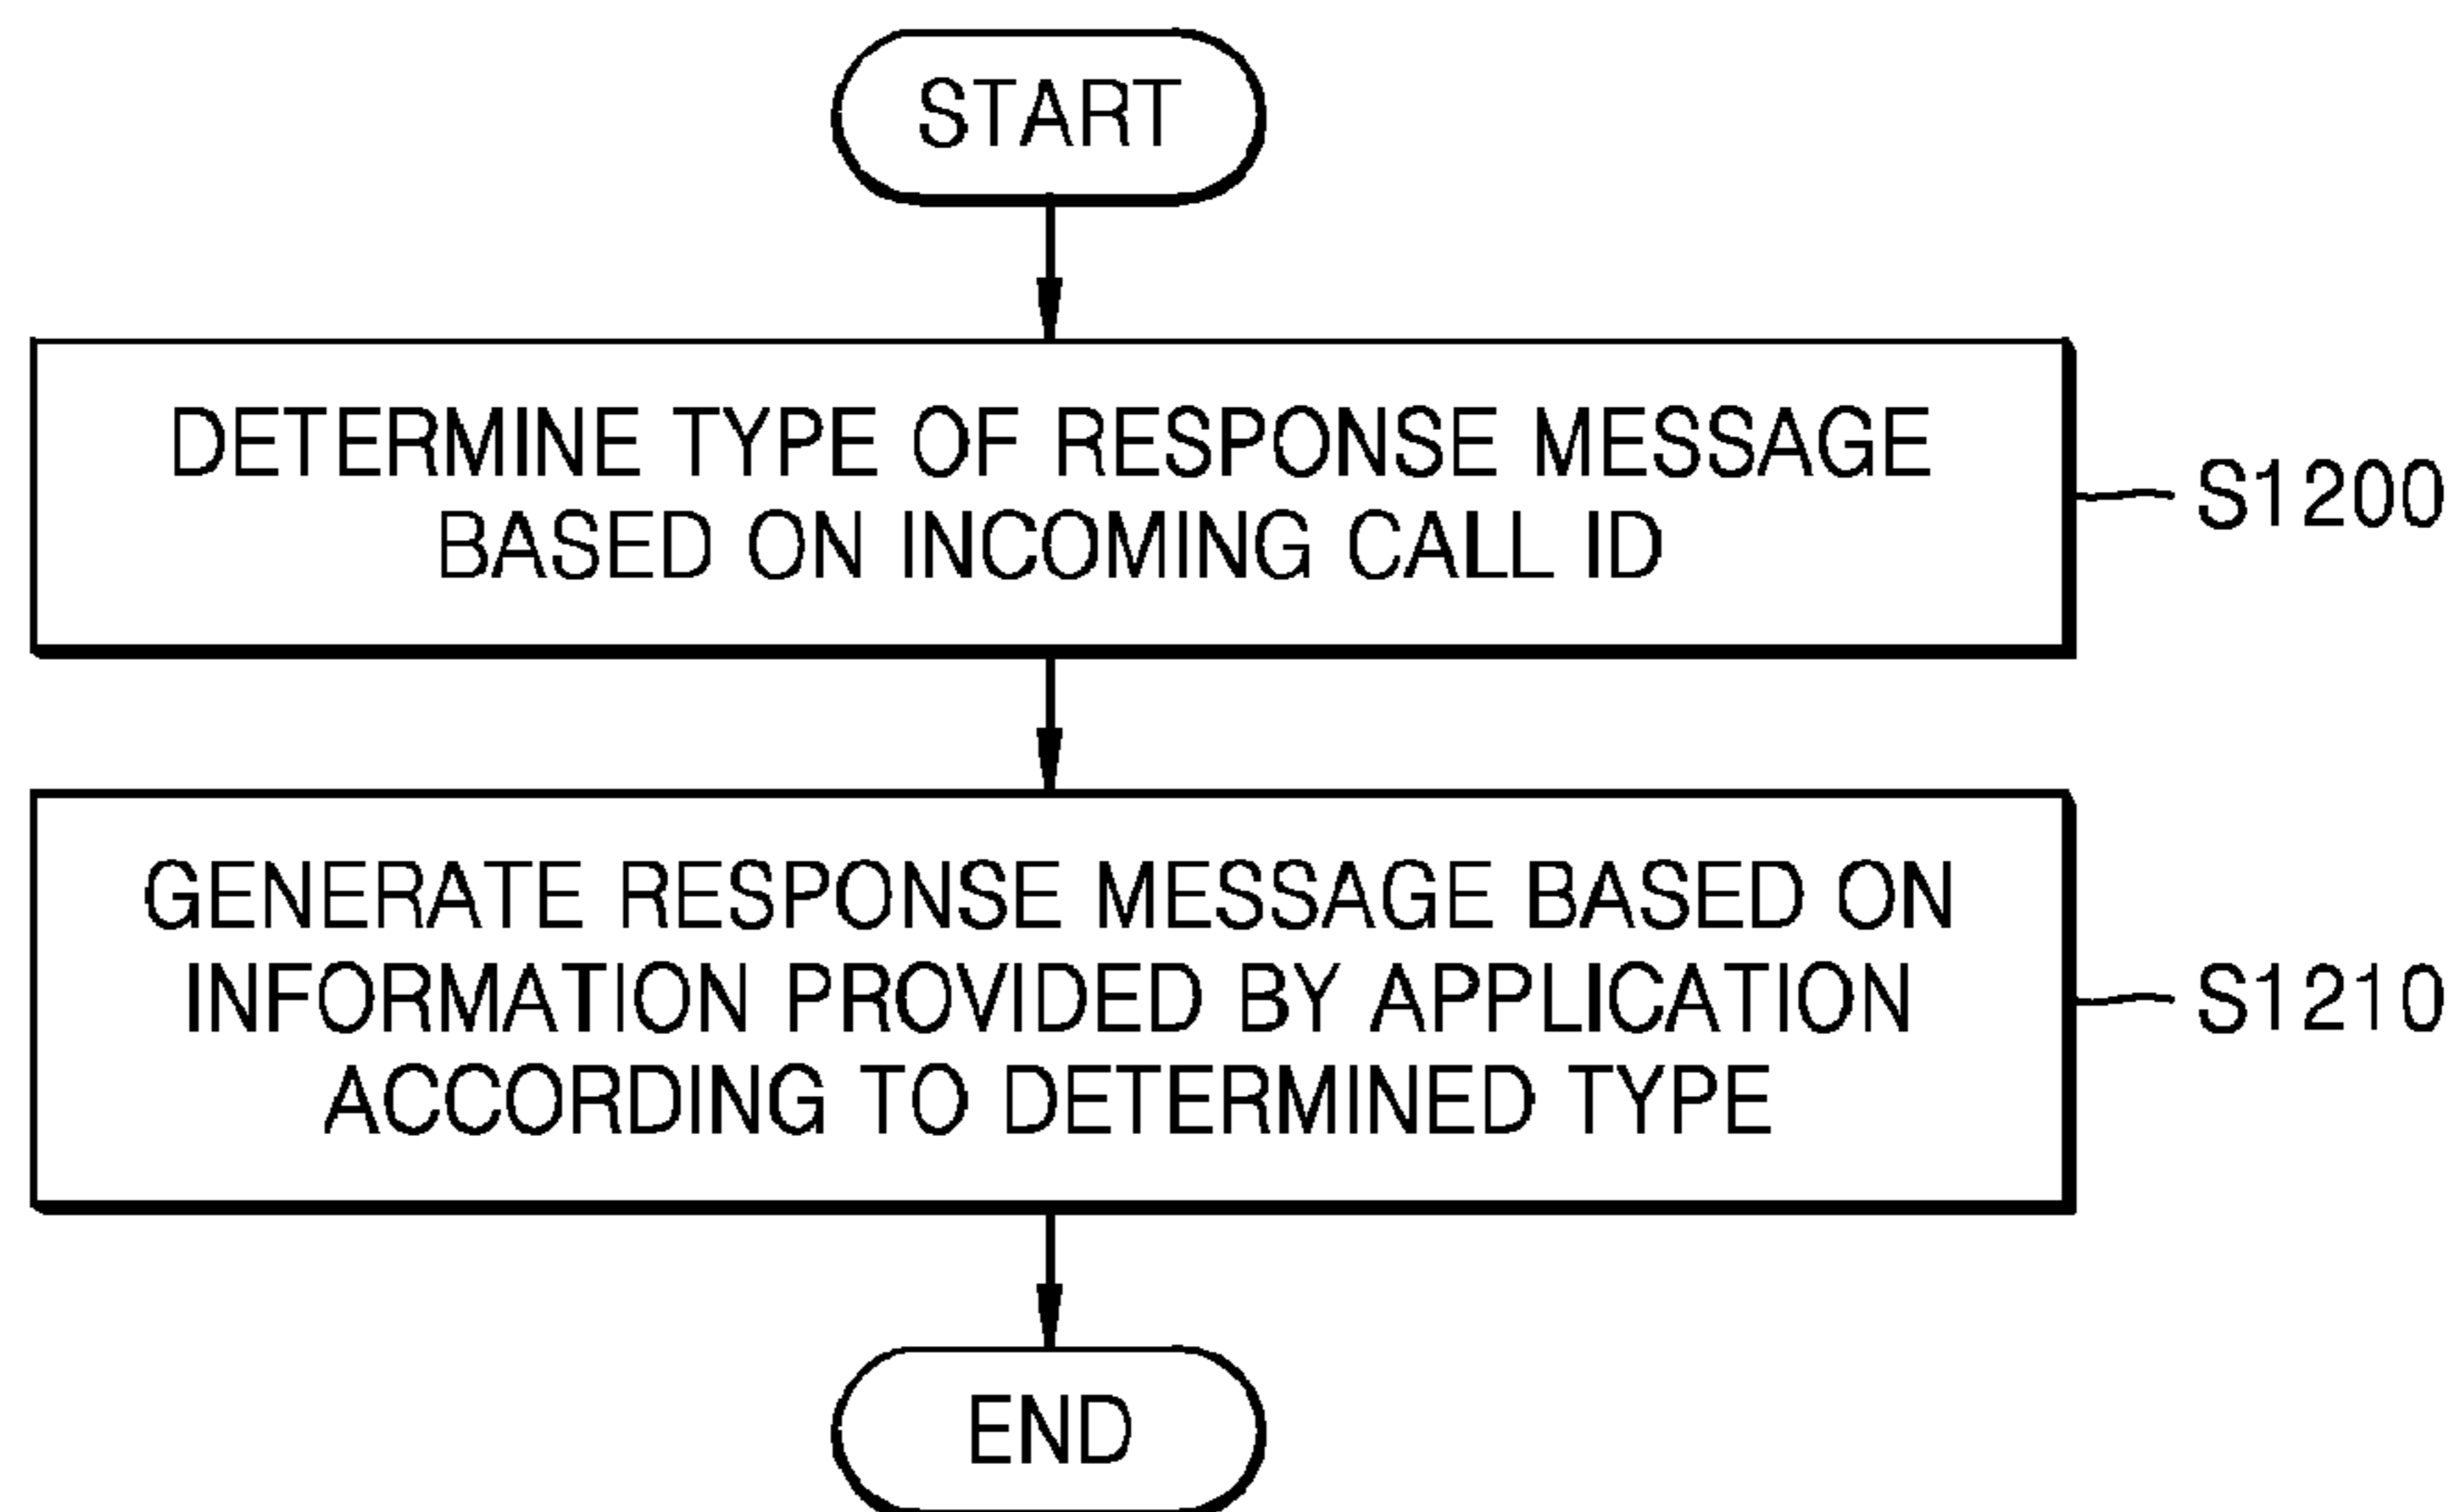 START
DETERMINE TYPE OF RESPONSE MESSAGE
BASED ON INCOMING CALL ID
S1200
GENERATE RESPONSE MESSAGE BASED ON
INFORMATION PROVIDED BY APPLICATION
ACCORDING TO DETERMINED TYPE
S1210
END